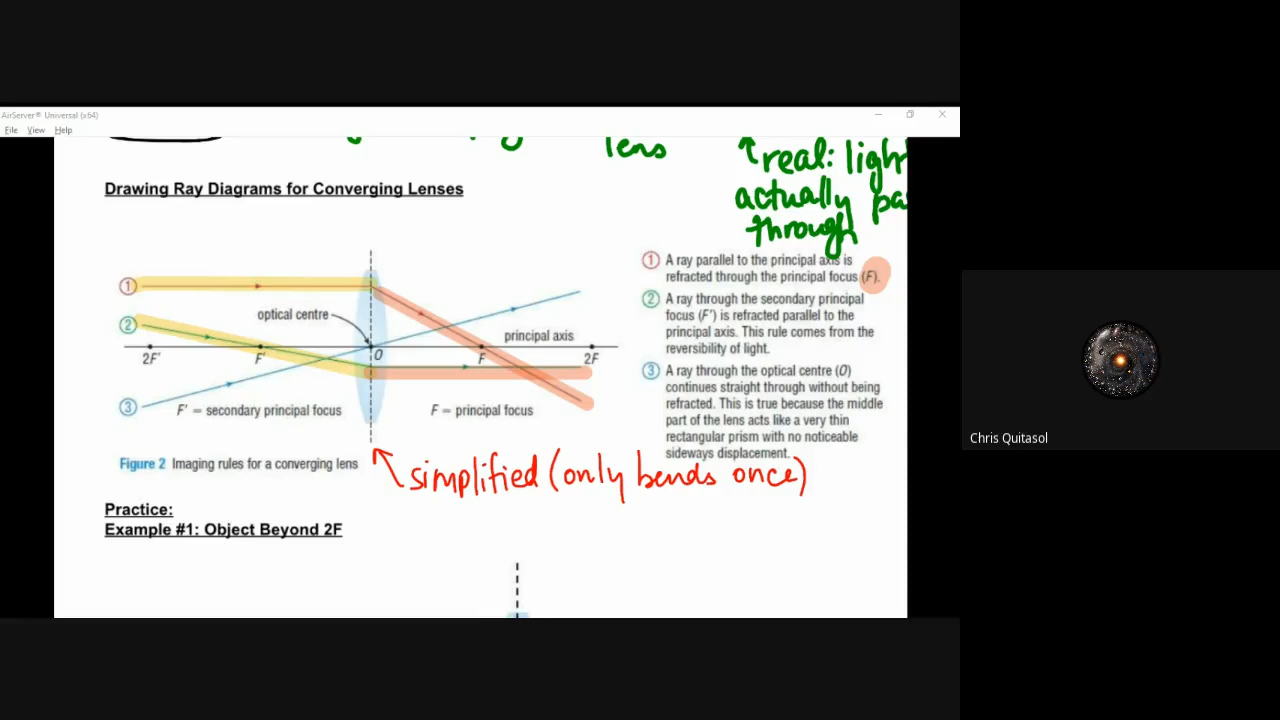 AirServer® Universal (x64)
File View Help
lens
real: light
actually pa
through
Drawing Ray Diagrams for Converging Lenses
1
2
3
optical centre
principal axis
2F′
F′
O
F
2F
F′ = secondary principal focus
F = principal focus
Figure 2 Imaging rules for a converging lens
1 A ray parallel to the principal axis is
refracted through the principal focus (F).
2 A ray through the secondary principal
focus (F′) is refracted parallel to the
principal axis. This rule comes from the
reversibility of light.
3 A ray through the optical centre (O)
continues straight through without being
refracted. This is true because the middle
part of the lens acts like a very thin
rectangular prism with no noticeable
sideways displacement.
simplified (only bends once)
Practice:
Example #1: Object Beyond 2F
Chris Quitasol